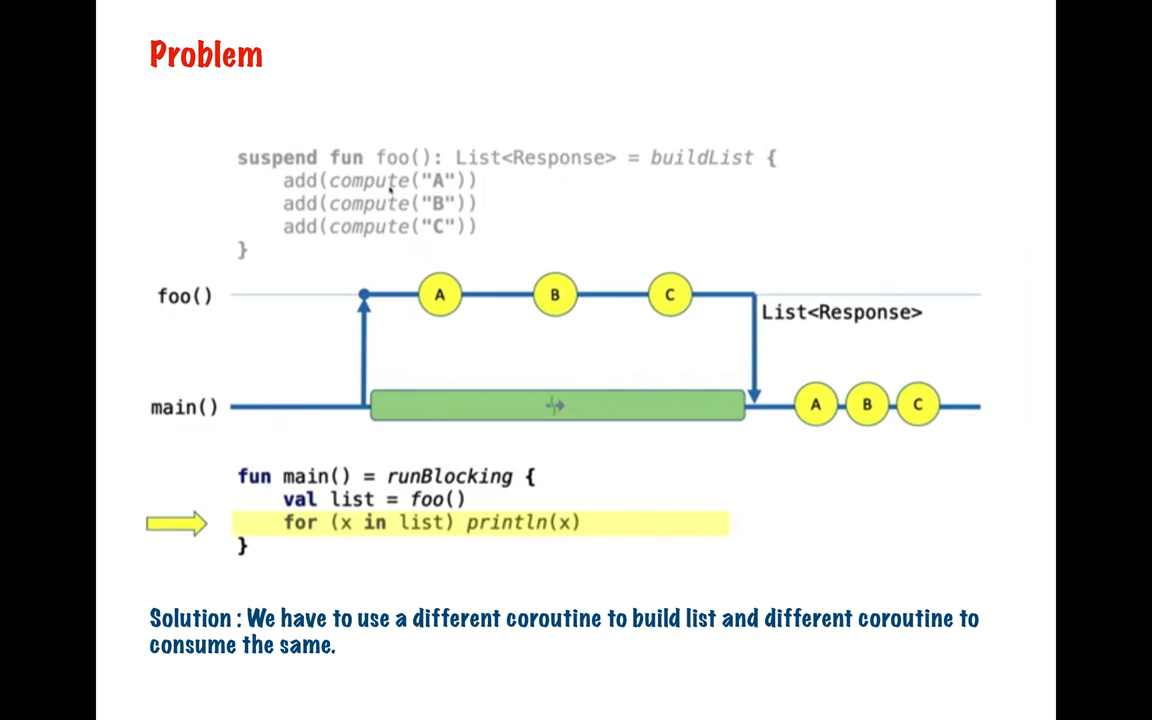 Problem
suspend fun foo(): List<Response> = buildList {
add(compute("A"))
add(compute("B"))
add(compute("C"))
}
foo()
A
B
C
List<Response>
main()
A
B
C
fun main() = runBlocking {
val list = foo()
for (x in list) println(x)
}
Solution : We have to use a different coroutine to build list and different coroutine to
consume the same.